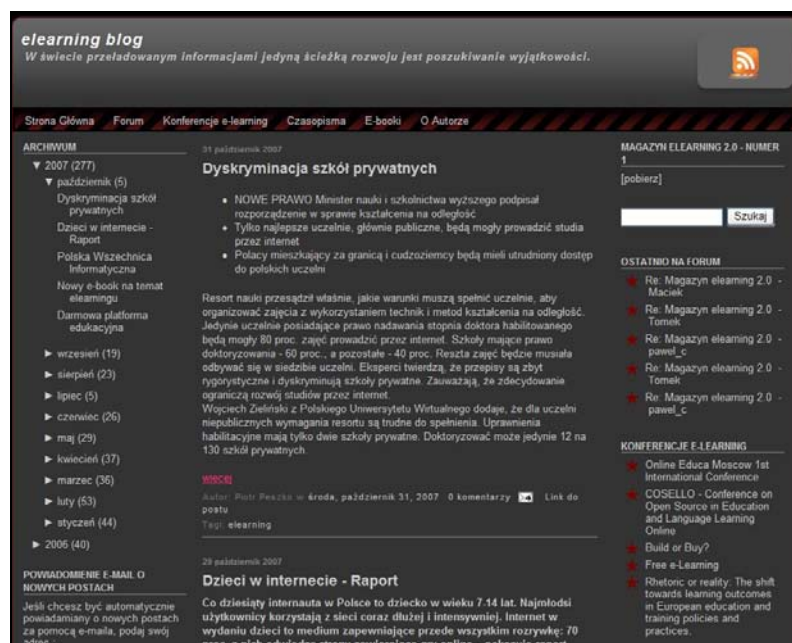 elearning blog
W świecie przeładowanym informacjami jedyną ścieżką rozwoju jest poszukiwanie wyjątkowości.
Strona Główna Forum Konferencje e-learning Czasopisma E-booki O Autorze
ARCHIWUM
▼ 2007 (277)
▼ październik (5)
Dyskryminacja szkół
prywatnych
Dzieci w internecie -
Raport
Polska Wszechnica
Informatyczna
Nowy e-book na temat
elearningu
Darmowa platforma
edukacyjna
► wrzesień (19)
► sierpień (23)
► lipiec (5)
► czerwiec (26)
► maj (29)
► kwiecień (37)
► marzec (36)
► luty (53)
► styczeń (44)
► 2006 (40)
POWIADOMIENIE E-MAIL O
NOWYCH POSTACH
Jeśli chcesz być automatycznie
powiadamiany o nowych postach
za pomocą e-maila, podaj swój
31 październik 2007
Dyskryminacja szkół prywatnych
NOWE PRAWO Minister nauki i szkolnictwa wyższego podpisał
rozporządzenie w sprawie kształcenia na odległość
Tylko najlepsze uczelnie, głównie publiczne, będą mogły prowadzić studia
przez internet
Polacy mieszkający za granicą i cudzoziemcy będą mieli utrudniony dostęp
do polskich uczelni
Resort nauki przesądził właśnie, jakie warunki muszą spełnić uczelnie, aby
organizować zajęcia z wykorzystaniem technik i metod kształcenia na odległość.
Jedynie uczelnie posiadające prawo nadawania stopnia doktora habilitowanego
będą mogły 80 proc. zajęć prowadzić przez internet. Szkoły mające prawo
doktoryzowania - 60 proc., a pozostałe - 40 proc. Reszta zajęć będzie musiała
odbywać się w siedzibie uczelni. Eksperci twierdzą, że przepisy są zbyt
rygorystyczne i dyskryminują szkoły prywatne. Zauważają, że zdecydowanie
ograniczą rozwój studiów przez internet.
Wojciech Zieliński z Polskiego Uniwersytetu Wirtualnego dodaje, że dla uczelni
niepublicznych wymagania resortu są trudne do spełnienia. Uprawnienia
habilitacyjne mają tylko dwie szkoły prywatne. Doktoryzować może jedynie 12 na
130 szkół prywatnych.
więcej
Autor: Piotr Peszko w środa, październik 31, 2007 0 komentarzy Link do
postu
Tagi: elearning
29 październik 2007
Dzieci w internecie - Raport
Co dziesiąty internauta w Polsce to dziecko w wieku 7-14 lat. Najmłodsi
użytkownicy korzystają z sieci coraz dłużej i intensywniej. Internet w
wydaniu dzieci to medium zapewniające przede wszystkim rozrywkę: 70
MAGAZYN ELEARNING 2.0 - NUMER
1
[pobierz]
Szukaj
OSTATNIO NA FORUM
Re: Magazyn elearning 2.0 -
Maciek
Re: Magazyn elearning 2.0 -
Tomek
Re: Magazyn elearning 2.0 -
pawel_c
Re: Magazyn elearning 2.0 -
Tomek
Re: Magazyn elearning 2.0 -
pawel_c
KONFERENCJE E-LEARNING
Online Educa Moscow 1st
International Conference
COSELLO - Conference on
Open Source in Education
and Language Learning
Online
Build or Buy?
Free e-Learning
Rhetoric or reality: The shift
towards learning outcomes
in European education and
training policies and
practices.